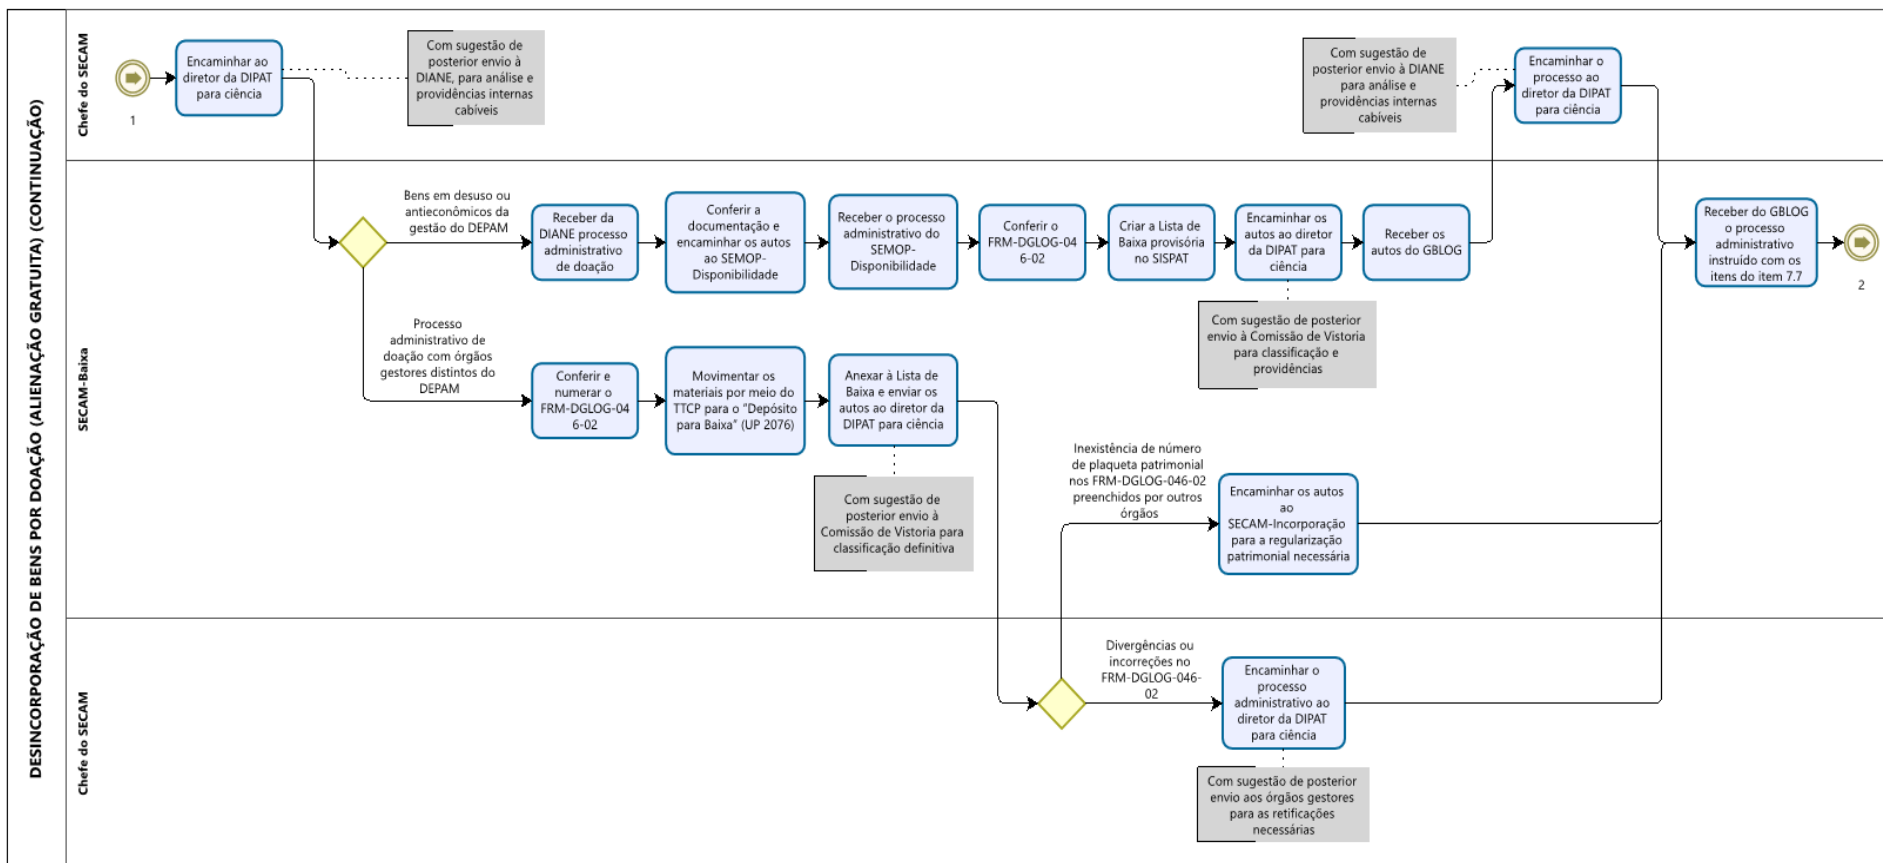 DESINCORPORAÇÃO DE BENS POR DOAÇÃO (ALIENAÇÃO GRATUITA) (CONTINUAÇÃO)
Chefe do SECAM
1
Encaminhar ao
diretor da DIPAT
para ciência
Com sugestão de
posterior envio à
DIANE, para análise e
providências internas
cabíveis
Com sugestão de
posterior envio à DIANE
para análise e
providências internas
cabíveis
Encaminhar o
processo ao
diretor da DIPAT
para ciência
SECAM-Baixa
Bens em desuso ou
antieconômicos da
gestão do DEPAM
Receber da
DIANE processo
administrativo
de doação
Conferir a
documentação e
encaminhar os autos
ao SEMOP-
Disponibilidade
Receber o processo
administrativo do
SEMOP-
Disponibilidade
Conferir o
FRM-DGLOG-04
6-02
Criar a Lista de
Baixa provisória
no SISPAT
Encaminhar os
autos ao diretor
da DIPAT para
ciência
Receber os
autos do GBLOG
Receber do GBLOG
o processo
administrativo
instruído com os
itens do item 7.7
2
Com sugestão de posterior
envio à Comissão de Vistoria
para classificação e
providências
Processo
administrativo de
doação com órgãos
gestores distintos do
DEPAM
Conferir e
numerar o
FRM-DGLOG-04
6-02
Movimentar os
materiais por meio do
TTCP para o "Depósito
para Baixa" (UP 2076)
Anexar à Lista de
Baixa e enviar os
autos ao diretor da
DIPAT para ciência
Com sugestão de
posterior envio à
Comissão de Vistoria para
classificação definitiva
Inexistência de número
de plaqueta patrimonial
nos FRM-DGLOG-046-02
preenchidos por outros
órgãos
Encaminhar os autos
ao
SECAM-Incorporação
para a regularização
patrimonial necessária
Chefe do SECAM
Divergências ou
incorreções no
FRM-DGLOG-046-
02
Encaminhar o
processo
administrativo ao
diretor da DIPAT
para ciência
Com sugestão de posterior
envio aos órgãos gestores
para as retificações
necessárias